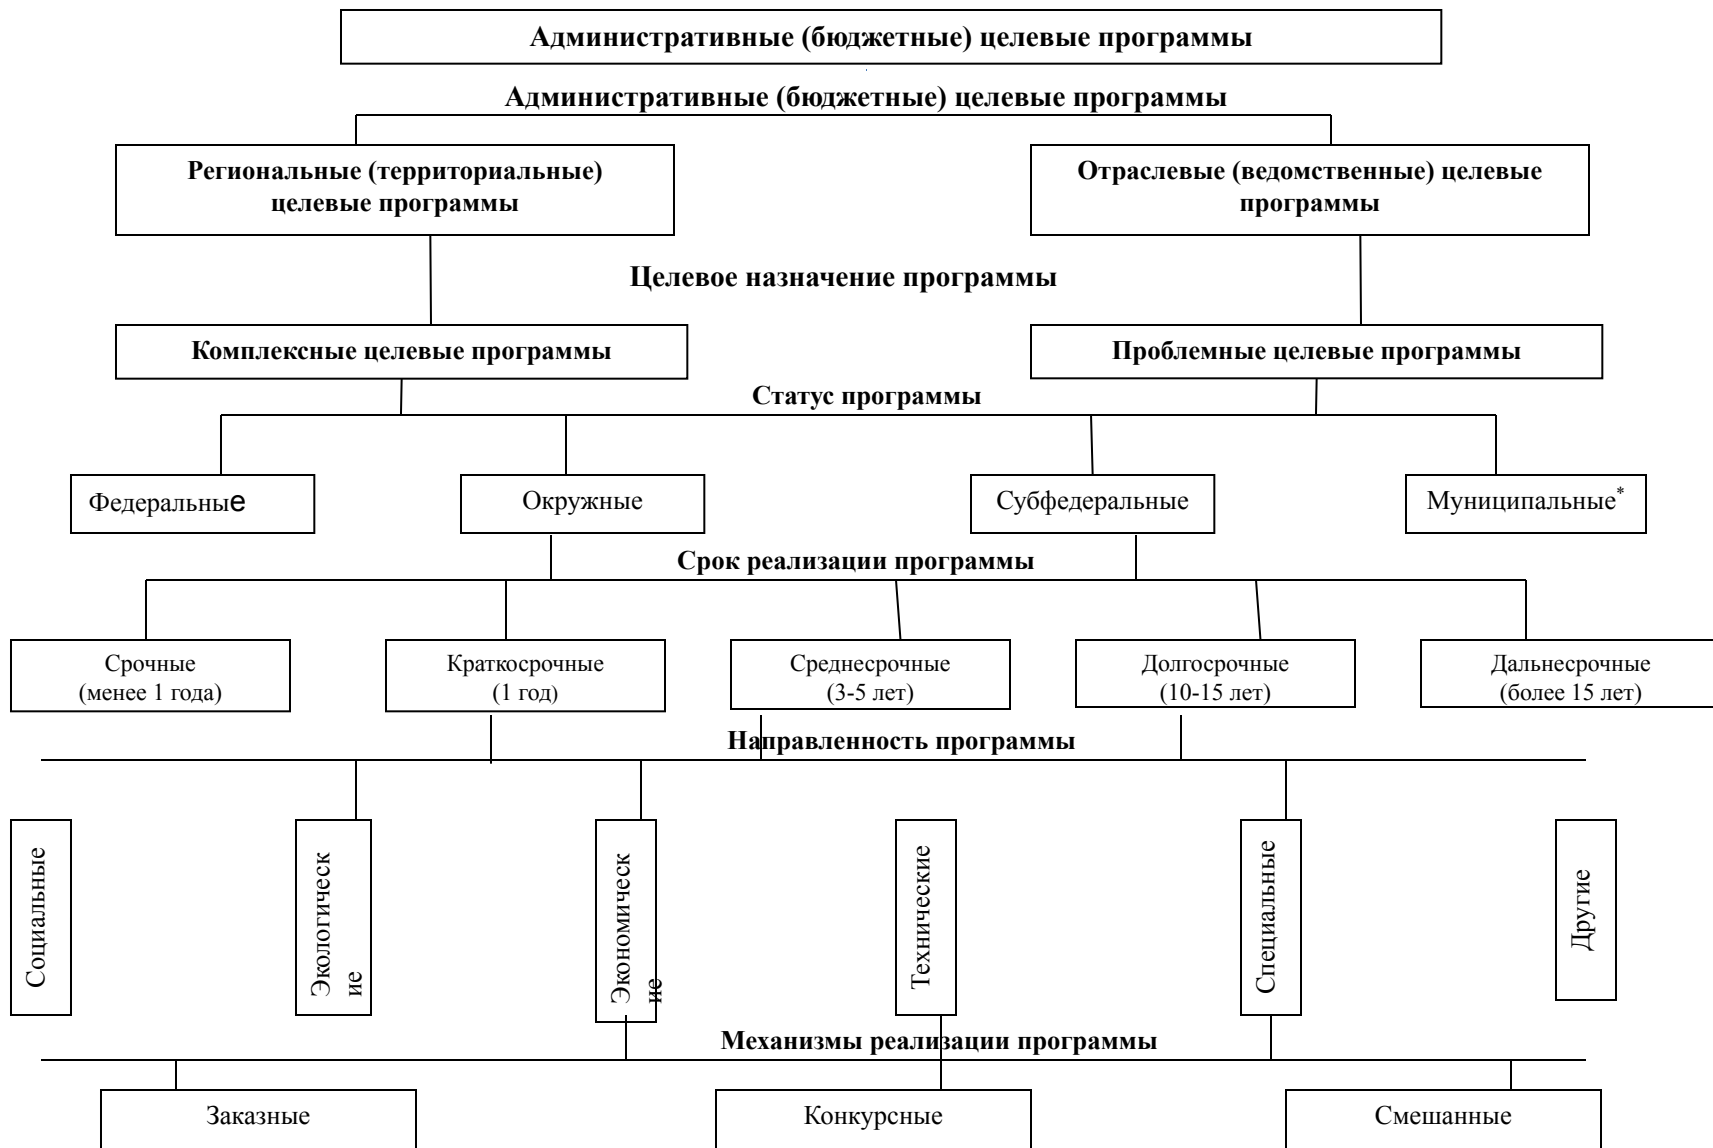 Административные (бюджетные) целевые программы
Административные (бюджетные) целевые программы
Региональные (территориальные)
целевые программы
Отраслевые (ведомственные) целевые
программы
Целевое назначение программы
Комплексные целевые программы
Проблемные целевые программы
Статус программы
Федеральные
Окружные
Субфедеральные
Муниципальные*
Срок реализации программы
Срочные
(менее 1 года)
Краткосрочные
(1 год)
Среднесрочные
(3-5 лет)
Долгосрочные
(10-15 лет)
Дальнесрочные
(более 15 лет)
Направленность программы
Социальные
Экологическ
ие
Экономическ
ие
Технические
Специальные
Другие
Механизмы реализации программы
Заказные
Конкурсные
Смешанные